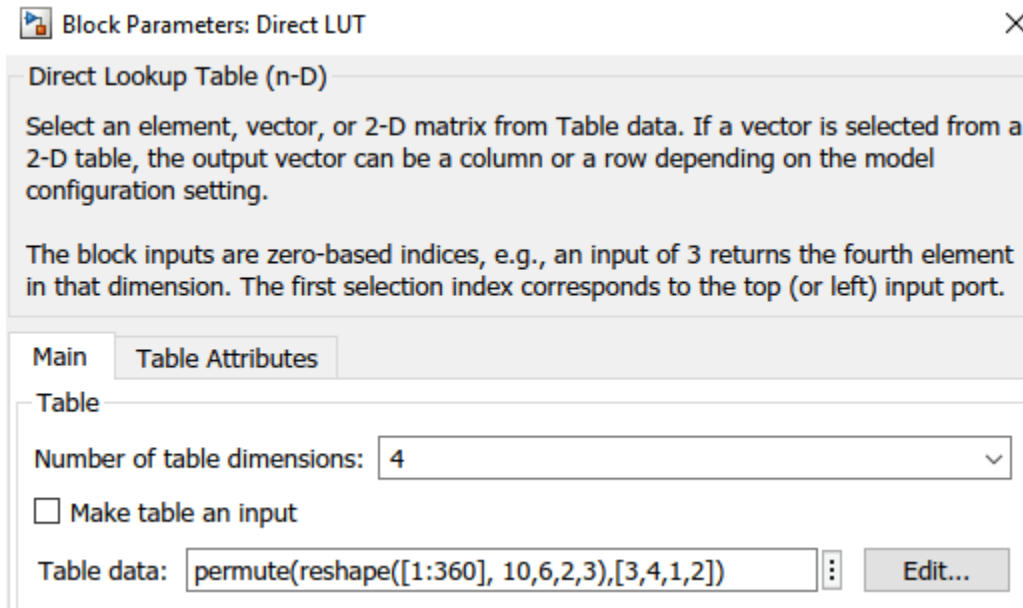 Block Parameters: Direct LUT
Direct Lookup Table (n-D)
Select an element, vector, or 2-D matrix from Table data. If a vector is selected from a
2-D table, the output vector can be a column or a row depending on the model
configuration setting.
The block inputs are zero-based indices, e.g., an input of 3 returns the fourth element
in that dimension. The first selection index corresponds to the top (or left) input port.
Main Table Attributes
Table
Number of table dimensions: 4
Make table an input
Table data: permute(reshape([1:360], 10,6,2,3),[3,4,1,2]) Edit...